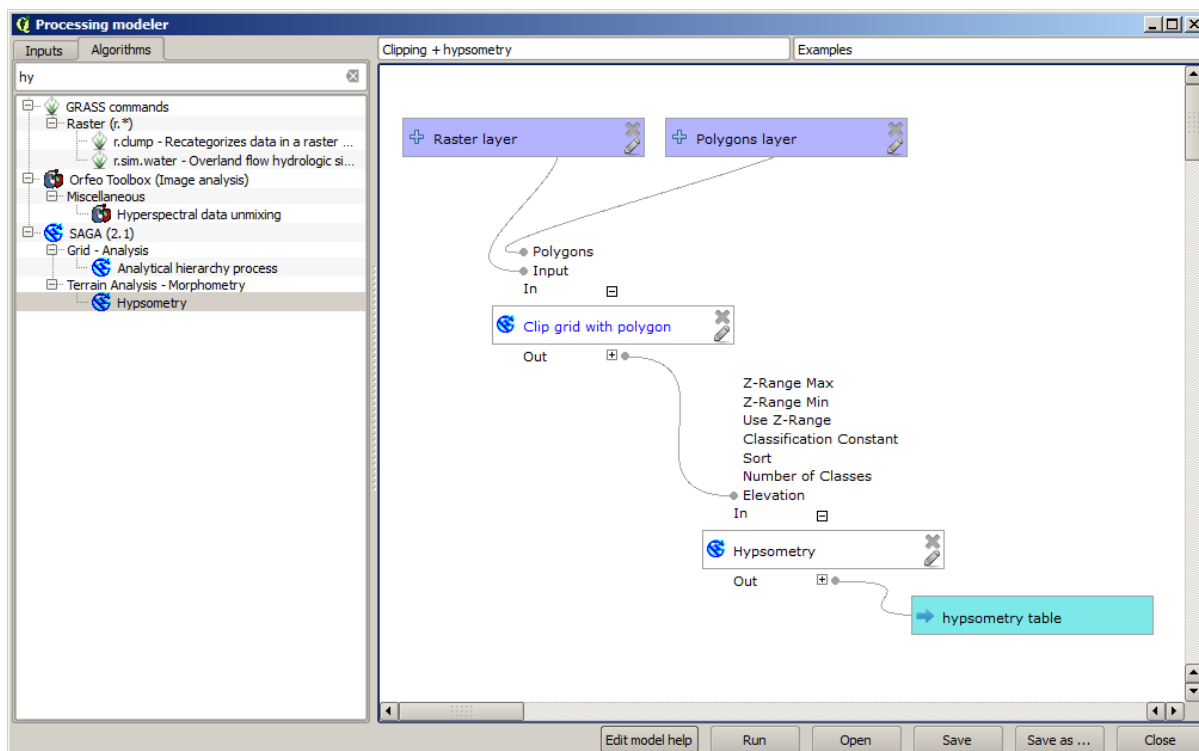 Processing modeler
Inputs Algorithms
Clipping + hypsometry
Examples
hy
GRASS commands
Raster (r.*)
r.clump - Recategorizes data in a raster ...
r.sim.water - Overland flow hydrologic si...
Orfeo Toolbox (Image analysis)
Miscellaneous
Hyperspectral data unmixing
SAGA (2.1)
Grid - Analysis
Analytical hierarchy process
Terrain Analysis - Morphometry
Hypsometry
Raster layer
Polygons layer
Polygons
Input
In
Clip grid with polygon
Out
Z-Range Max
Z-Range Min
Use Z-Range
Classification Constant
Sort
Number of Classes
Elevation
In
Hypsometry
Out
hypsometry table
Edit model help Run Open Save Save as ... Close